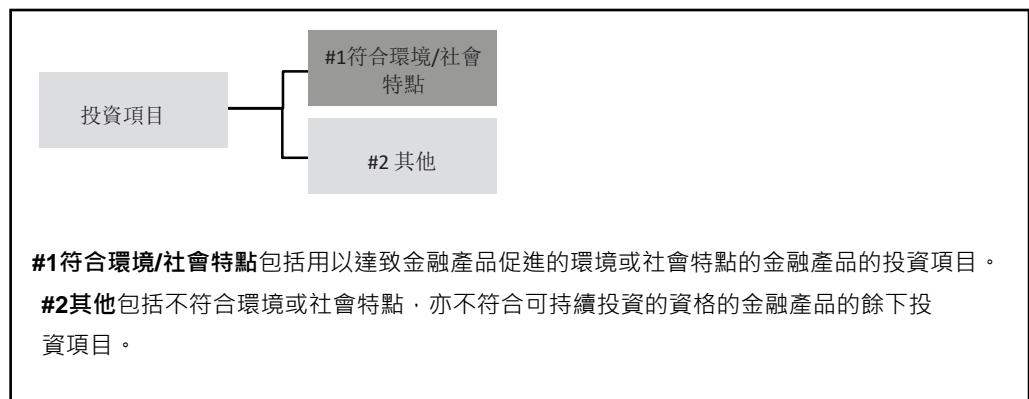 #1符合環境/社會
特點
投資項目
#2 其他
#1符合環境/社會特點包括用以達致金融產品促進的環境或社會特點的金融產品的投資項目。
#2其他包括不符合環境或社會特點，亦不符合可持續投資的資格的金融產品的餘下投
資項目。